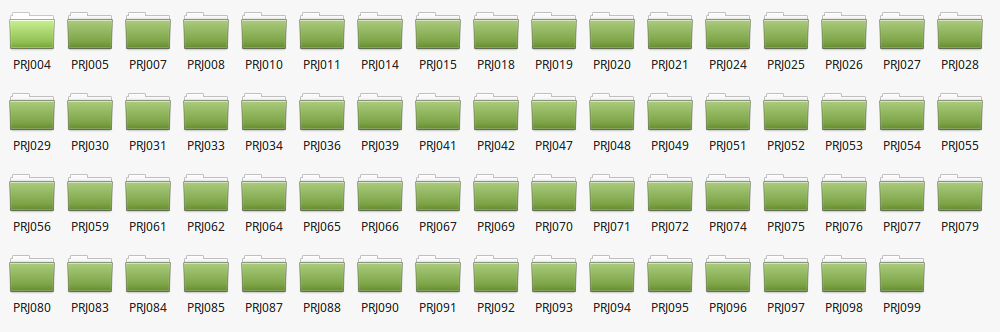 PRJ004 PRJ005 PRJ007 PRJ008 PRJ010 PRJ011 PRJ014 PRJ015 PRJ018 PRJ019 PRJ020 PRJ021 PRJ024 PRJ025 PRJ026 PRJ027 PRJ028
PRJ029 PRJ030 PRJ031 PRJ033 PRJ034 PRJ036 PRJ039 PRJ041 PRJ042 PRJ047 PRJ048 PRJ049 PRJ051 PRJ052 PRJ053 PRJ054 PRJ055
PRJ056 PRJ059 PRJ061 PRJ062 PRJ064 PRJ065 PRJ066 PRJ067 PRJ069 PRJ070 PRJ071 PRJ072 PRJ074 PRJ075 PRJ076 PRJ077 PRJ079
PRJ080 PRJ083 PRJ084 PRJ085 PRJ087 PRJ088 PRJ090 PRJ091 PRJ092 PRJ093 PRJ094 PRJ095 PRJ096 PRJ097 PRJ098 PRJ099